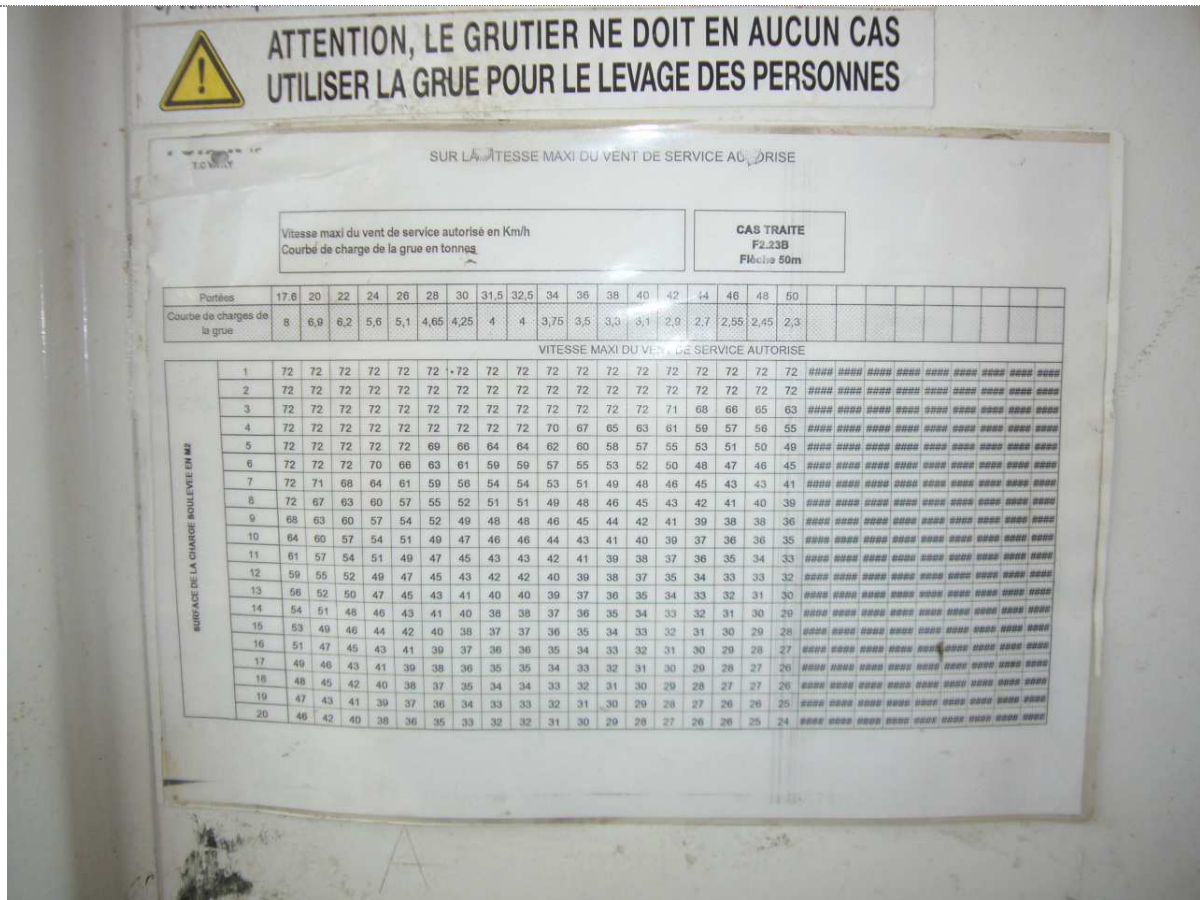 ATTENTION, LE GRUTIER NE DOIT EN AUCUN CAS
UTILISER LA GRUE POUR LE LEVAGE DES PERSONNES
SUR LA VITESSE MAXI DU VENT DE SERVICE AUTORISE
Vitesse maxi du vent de service autorisé en Km/h
Courbe de charge de la grue en tonnes
CAS TRAITE
F2.23B
Flèche 50m
Portées 17.6 20 22 24 26 28 30 31,5 32,5 34 36 38 40 42 44 46 48 50
Courbe de charges de la grue 8 6,9 6,2 5,6 5,1 4,65 4,25 4 4 3,75 3,5 3,3 3,1 2,9 2,7 2,55 2,45 2,3
VITESSE MAXI DU VENT DE SERVICE AUTORISE
SURFACE DE LA CHARGE SOULEVEE EN M2
1 72 72 72 72 72 72 72 72 72 72 72 72 72 72 72 72 72 72 #### #### #### #### #### #### #### #### ####
2 72 72 72 72 72 72 72 72 72 72 72 72 72 72 72 72 72 72 #### #### #### #### #### #### #### #### ####
3 72 72 72 72 72 72 72 72 72 72 72 72 72 71 68 66 65 63 #### #### #### #### #### #### #### #### ####
4 72 72 72 72 72 72 72 72 72 70 67 65 63 61 59 57 56 55 #### #### #### #### #### #### #### #### ####
5 72 72 72 72 72 69 66 64 64 62 60 58 57 55 53 51 50 49 #### #### #### #### #### #### #### #### ####
6 72 72 72 70 66 63 61 59 59 57 55 53 52 50 48 47 46 45 #### #### #### #### #### #### #### #### ####
7 72 71 68 64 61 59 56 54 54 53 51 49 48 46 45 43 43 41 #### #### #### #### #### #### #### #### ####
8 72 67 63 60 57 55 52 51 51 49 48 46 45 43 42 41 40 39 #### #### #### #### #### #### #### #### ####
9 68 63 60 57 54 52 49 48 48 46 45 44 42 41 39 38 38 36 #### #### #### #### #### #### #### #### ####
10 64 60 57 54 51 49 47 46 46 44 43 41 40 39 37 36 36 35 #### #### #### #### #### #### #### #### ####
11 61 57 54 51 49 47 45 43 43 42 41 39 38 37 36 35 34 33 #### #### #### #### #### #### #### #### ####
12 59 55 52 49 47 45 43 42 42 40 39 38 37 35 34 33 33 32 #### #### #### #### #### #### #### #### ####
13 56 52 50 47 45 43 41 40 40 39 37 36 35 34 33 32 31 30 #### #### #### #### #### #### #### #### ####
14 54 51 48 46 43 41 40 38 38 37 36 35 34 33 32 31 30 29 #### #### #### #### #### #### #### #### ####
15 53 49 46 44 42 40 38 37 37 36 35 34 33 32 31 30 29 28 #### #### #### #### #### #### #### #### ####
16 51 47 45 43 41 39 37 36 36 35 34 33 32 31 30 29 28 27 #### #### #### #### #### #### #### #### ####
17 49 46 43 41 39 38 36 35 35 34 33 32 31 30 29 28 27 26 #### #### #### #### #### #### #### #### ####
18 48 45 42 40 38 37 35 34 34 33 32 31 30 29 28 27 27 26 #### #### #### #### #### #### #### #### ####
19 47 43 41 39 37 36 34 33 33 32 31 30 29 28 27 26 26 25 #### #### #### #### #### #### #### #### ####
20 46 42 40 38 36 35 33 32 32 31 30 29 28 27 26 26 25 24 #### #### #### #### #### #### #### #### ####